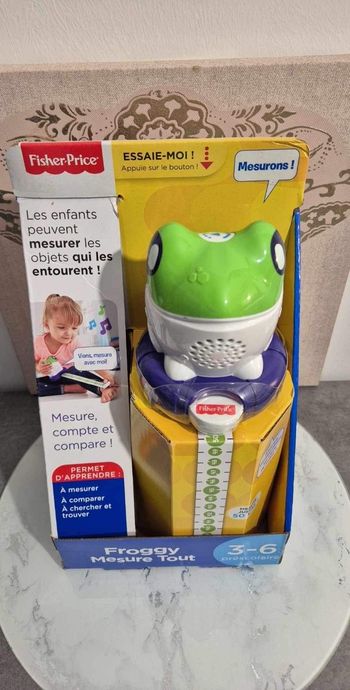 Fisher-Price
ESSAIE-MOI !
Appuie sur le bouton !
Mesurons !
Les enfants
peuvent
mesurer les
objets qui les
entourent !
Viens, mesure
avec moi!
Mesure,
compte et
compare !
PERMET
D'APPRENDRE :
À mesurer
À comparer
À chercher et
trouver
Fisher-Price
50
Froggy
Mesure Tout
3-6
préscolaire